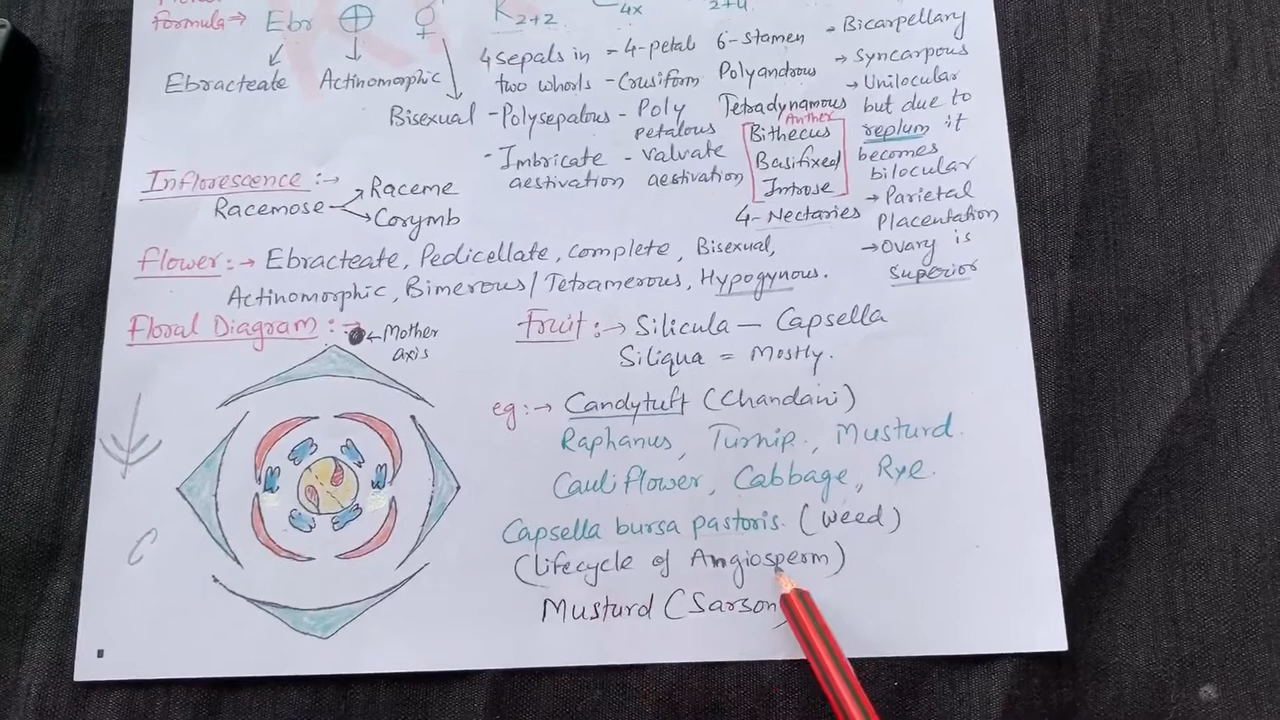 formula⇒ Ebr ⊕ ⚥ K2+2 C4x 2+4
Ebracteate Actinomorphic Bisexual
4 sepals in two whorls
-Polysepalous
- Imbricate aestivation
= 4-petal
-Crusiform
-Poly petalous
- valvate aestivation
6-stamen
Polyandrous
Tetradynamous
Anther
Bithecus
Basifixed
Introse
4- Nectaries
→ Bicarpellary
→ Syncarpous
→ Unilocular
but due to
replum it
becomes
bilocular
→ Parietal
Placentation
→Ovary is
Superior
Inflorescence :→
Racemose Raceme
Corymb
flower:→ Ebracteate, Pedicellate, complete, Bisexual,
Actinomorphic, Bimerous/Tetramerous, Hypogynous.
Floral Diagram:→
←Mother
axis
Fruit:→ Silicula — Capsella
Siliqua = Mostly.
eg:→ Candytuft (Chandani)
Raphanus, Turnip, Musturd.
Cauliflower, Cabbage, Rye.
Capsella bursa pastoris. (weed)
(Lifecycle of Angiosperm)
Musturd (Sarson)